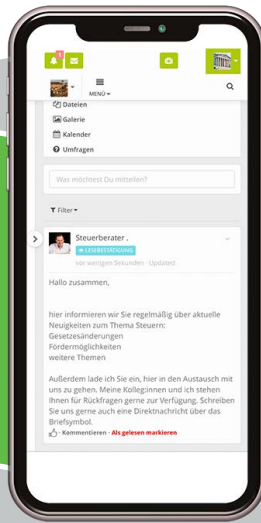 1
MENÜ
Dateien
Galerie
Kalender
Umfragen
Was möchtest Du mitteilen?
Filter
Steuerberater ,
LESEBESTÄTIGUNG
vor wenigen Sekunden · Updated
Hallo zusammen,
hier informieren wir Sie regelmäßig über aktuelle
Neuigkeiten zum Thema Steuern:
Gesetzesänderungen
Fördermöglichkeiten
weitere Themen
Außerdem lade ich Sie ein, hier in den Austausch mit
uns zu gehen. Meine Kolleg:innen und ich stehen
Ihnen für Rückfragen gerne zur Verfügung. Schreiben
Sie uns gerne auch eine Direktnachricht über das
Briefsymbol.
· Kommentieren · Als gelesen markieren